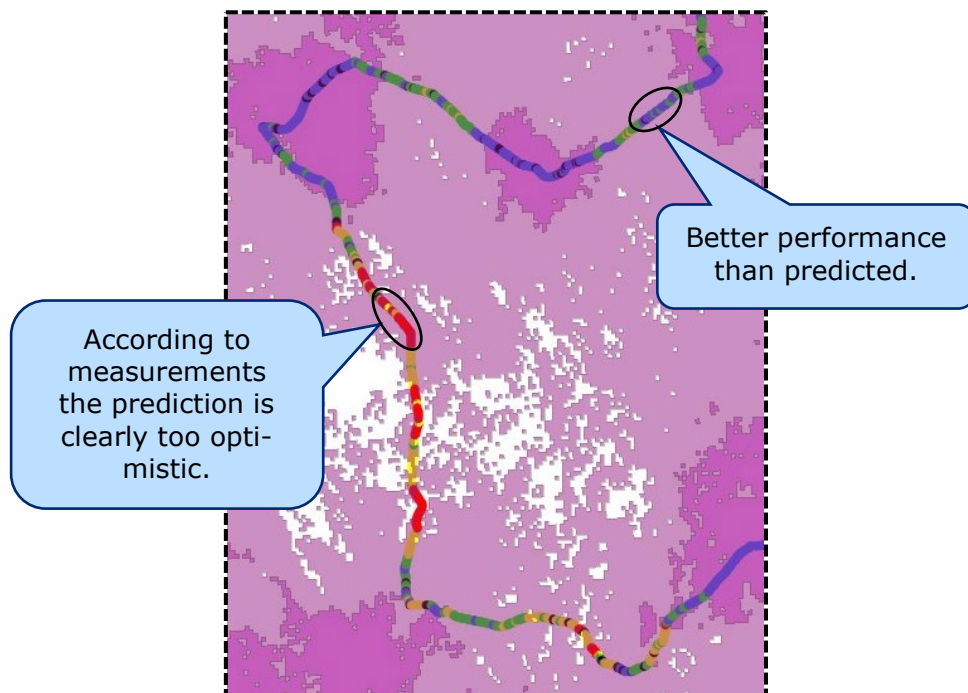 Better performance
than predicted.
According to
measurements
the prediction is
clearly too opti-
mistic.